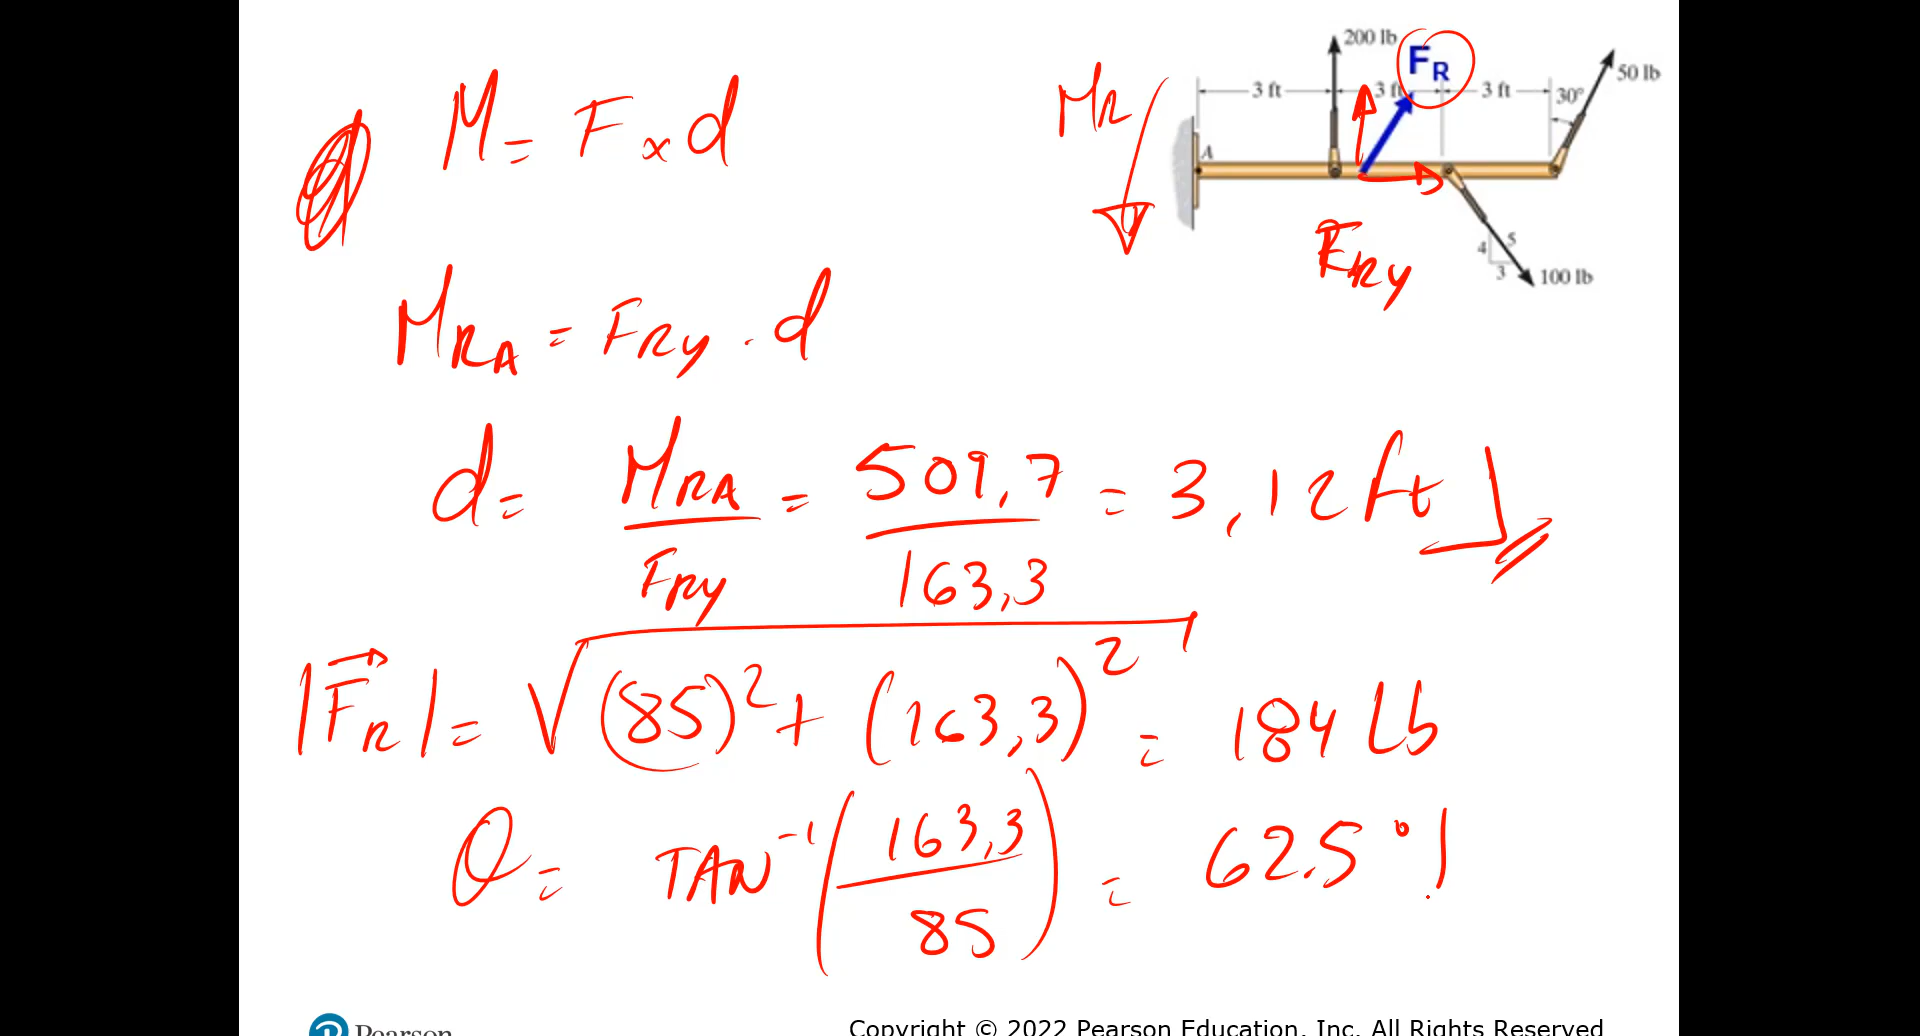 M = F x d
MR
200 lb
FR
50 lb
3 ft
3 ft
3 ft
30°
A
FRY
4
5
3
100 lb
MRA = FRY . d
d = MRA / FRY = 509,7 / 163,3 = 3,12 ft
|FR| = √(85)² + (163,3)² = 184 Lb
θ = TAN⁻¹ (163,3 / 85) = 62.5°
Pearson
Copyright © 2022 Pearson Education, Inc. All Rights Reserved